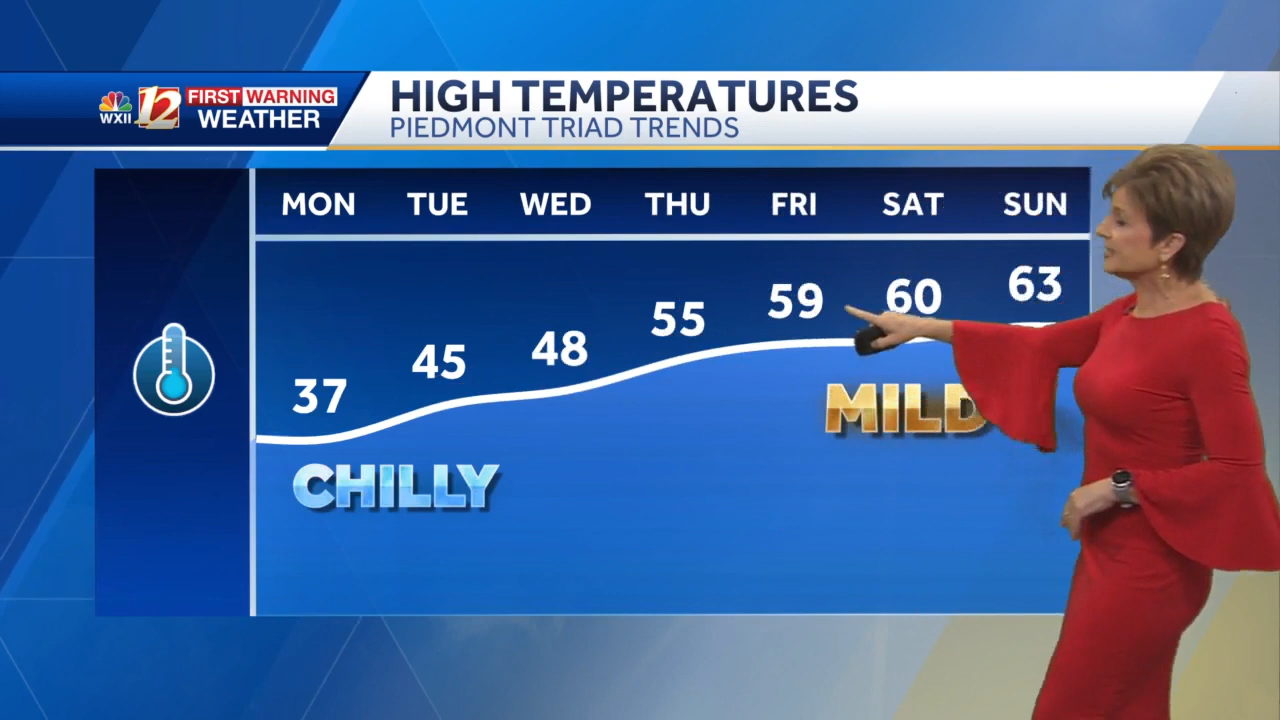 HIGH TEMPERATURES
PIEDMONT TRIAD TRENDS
WXII 12 FIRST WARNING
WEATHER
MON TUE WED THU FRI SAT SUN
37 45 48 55 59 60 63
CHILLY
MILD